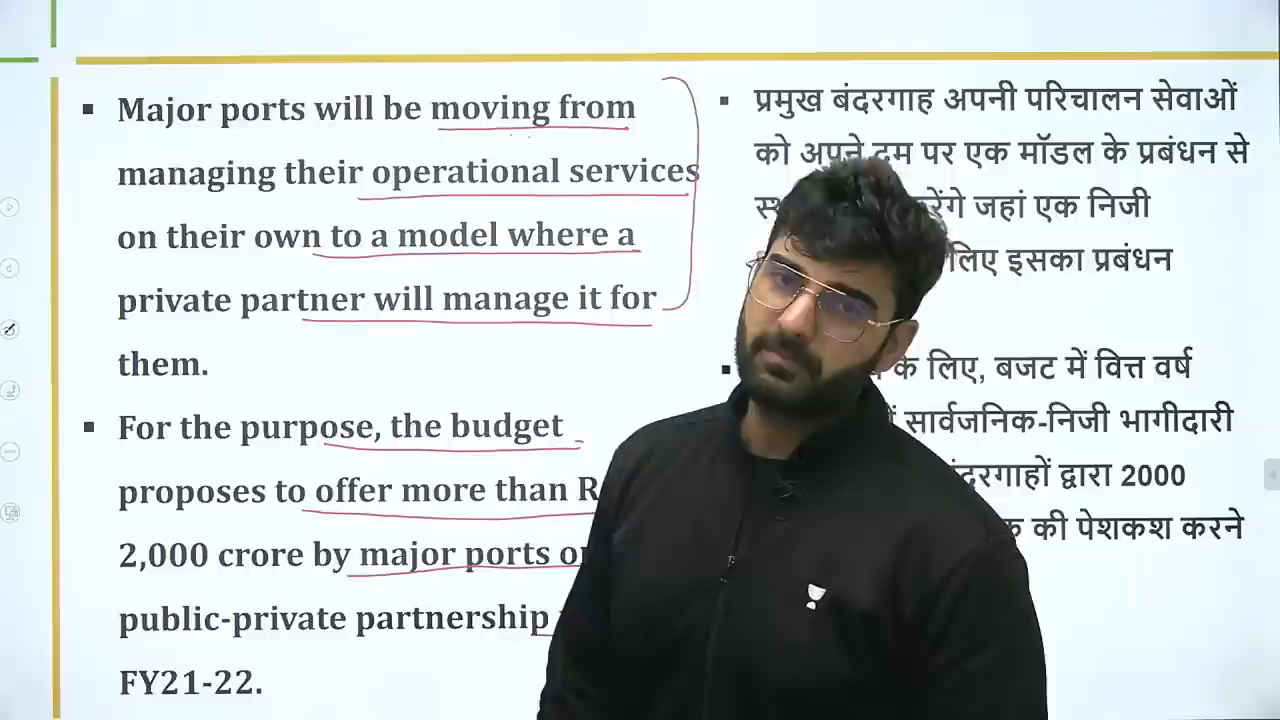 Major ports will be moving from
managing their operational services
on their own to a model where a
private partner will manage it for
them.
For the purpose, the budget
proposes to offer more than
2,000 crore by major ports
public-private partnership
FY21-22.
प्रमुख बंदरगाह अपनी परिचालन सेवाओं
को अपने दम पर एक मॉडल के प्रबंधन से
जहां एक निजी
लिए इसका प्रबंधन
के लिए, बजट में वित्त वर्ष
सार्वजनिक-निजी भागीदारी
द्वारा 2000
की पेशकश करने